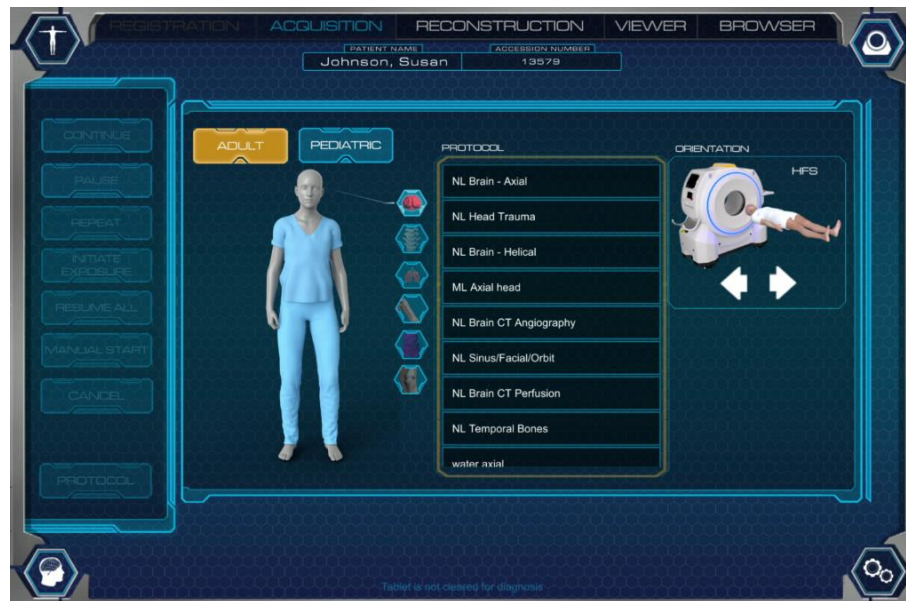 REGISTRATION ACQUISITION RECONSTRUCTION VIEWER BROWSER
PATIENT NAME ACCESSION NUMBER
Johnson, Susan 13579
CONTINUE
PAUSE
REPEAT
INITIATE
EXPOSURE
RESUME ALL
MANUAL START
CANCEL
PROTOCOL
ADULT PEDIATRIC
PROTOCOL
NL Brain - Axial
NL Head Trauma
NL Brain - Helical
ML Axial head
NL Brain CT Angiography
NL Sinus/Facial/Orbit
NL Brain CT Perfusion
NL Temporal Bones
water axial
ORIENTATION
HFS
Tablet is not cleared for diagnosis